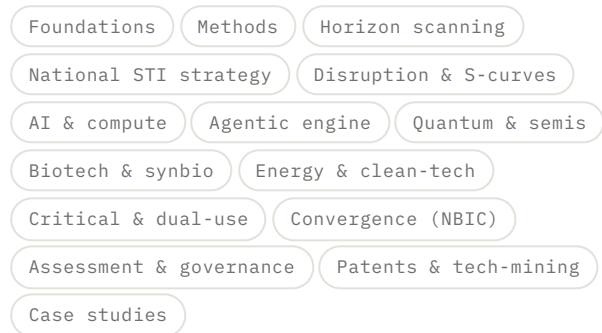 Foundations Methods Horizon scanning
National STI strategy Disruption & S-curves
AI & compute Agentic engine Quantum & semis
Biotech & synbio Energy & clean-tech
Critical & dual-use Convergence (NBIC)
Assessment & governance Patents & tech-mining
Case studies